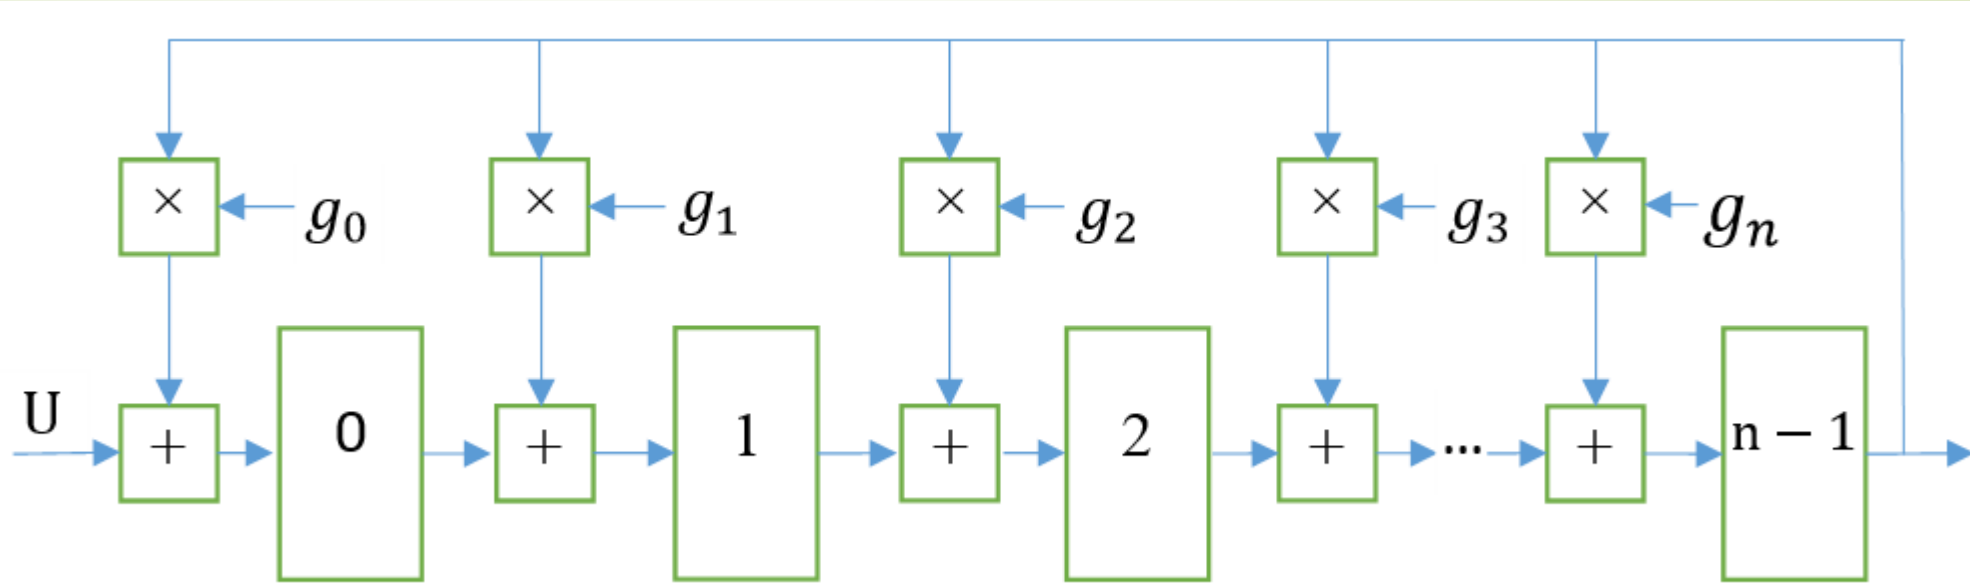 × g₀ × g₁ × g₂ × g₃ × gₙ
U + 0 + 1 + 2 + ... + n − 1